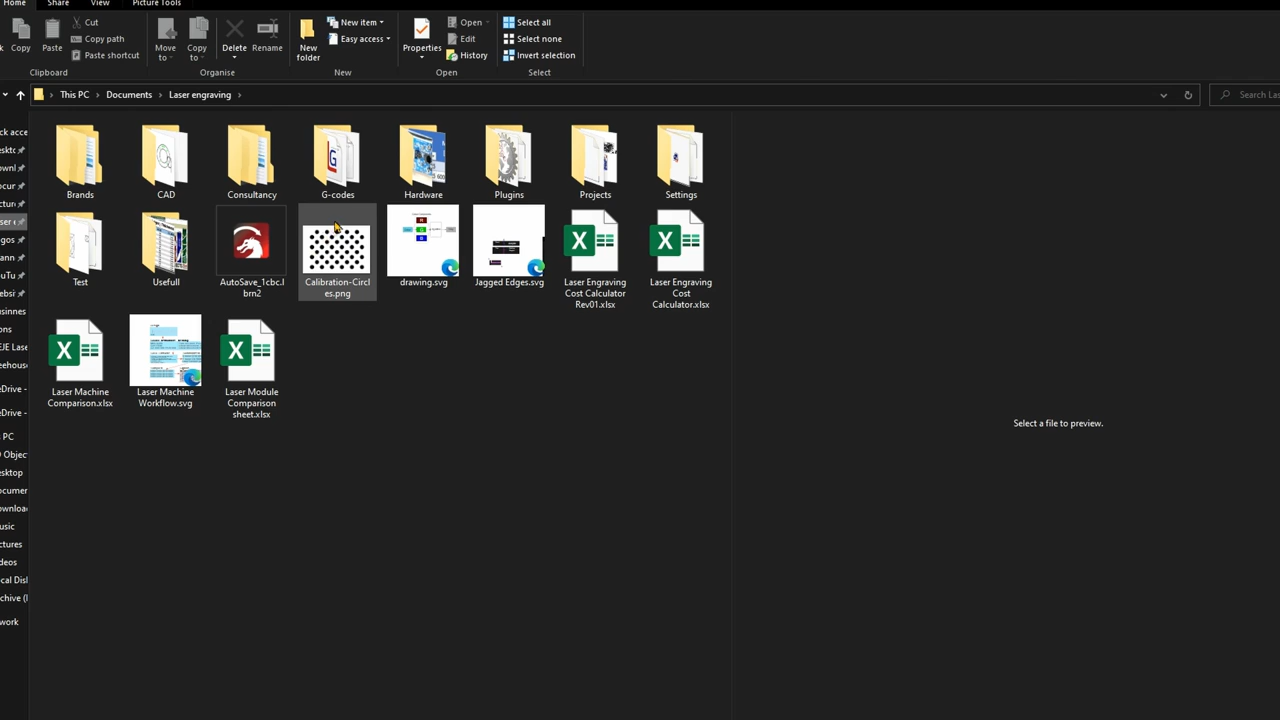 Home Share View Picture Tools
Cut
Copy path
Paste shortcut
Copy
Paste
Clipboard
Move to
Copy to
Delete
Rename
Organise
New folder
New item
Easy access
New
Properties
Open
Edit
History
Open
Select all
Select none
Invert selection
Select
This PC > Documents > Laser engraving >
Search Las
Brands
CAD
Consultancy
G-codes
Hardware
Plugins
Projects
Settings
Test
Usefull
AutoSave_1cbc.l
brn2
Calibration-Circl
es.png
drawing.svg
Jagged Edges.svg
Laser Engraving
Cost Calculator
Rev01.xlsx
Laser Engraving
Cost
Calculator.xlsx
Laser Machine
Comparison.xlsx
Laser Machine
Workflow.svg
Laser Module
Comparison
sheet.xlsx
Select a file to preview.